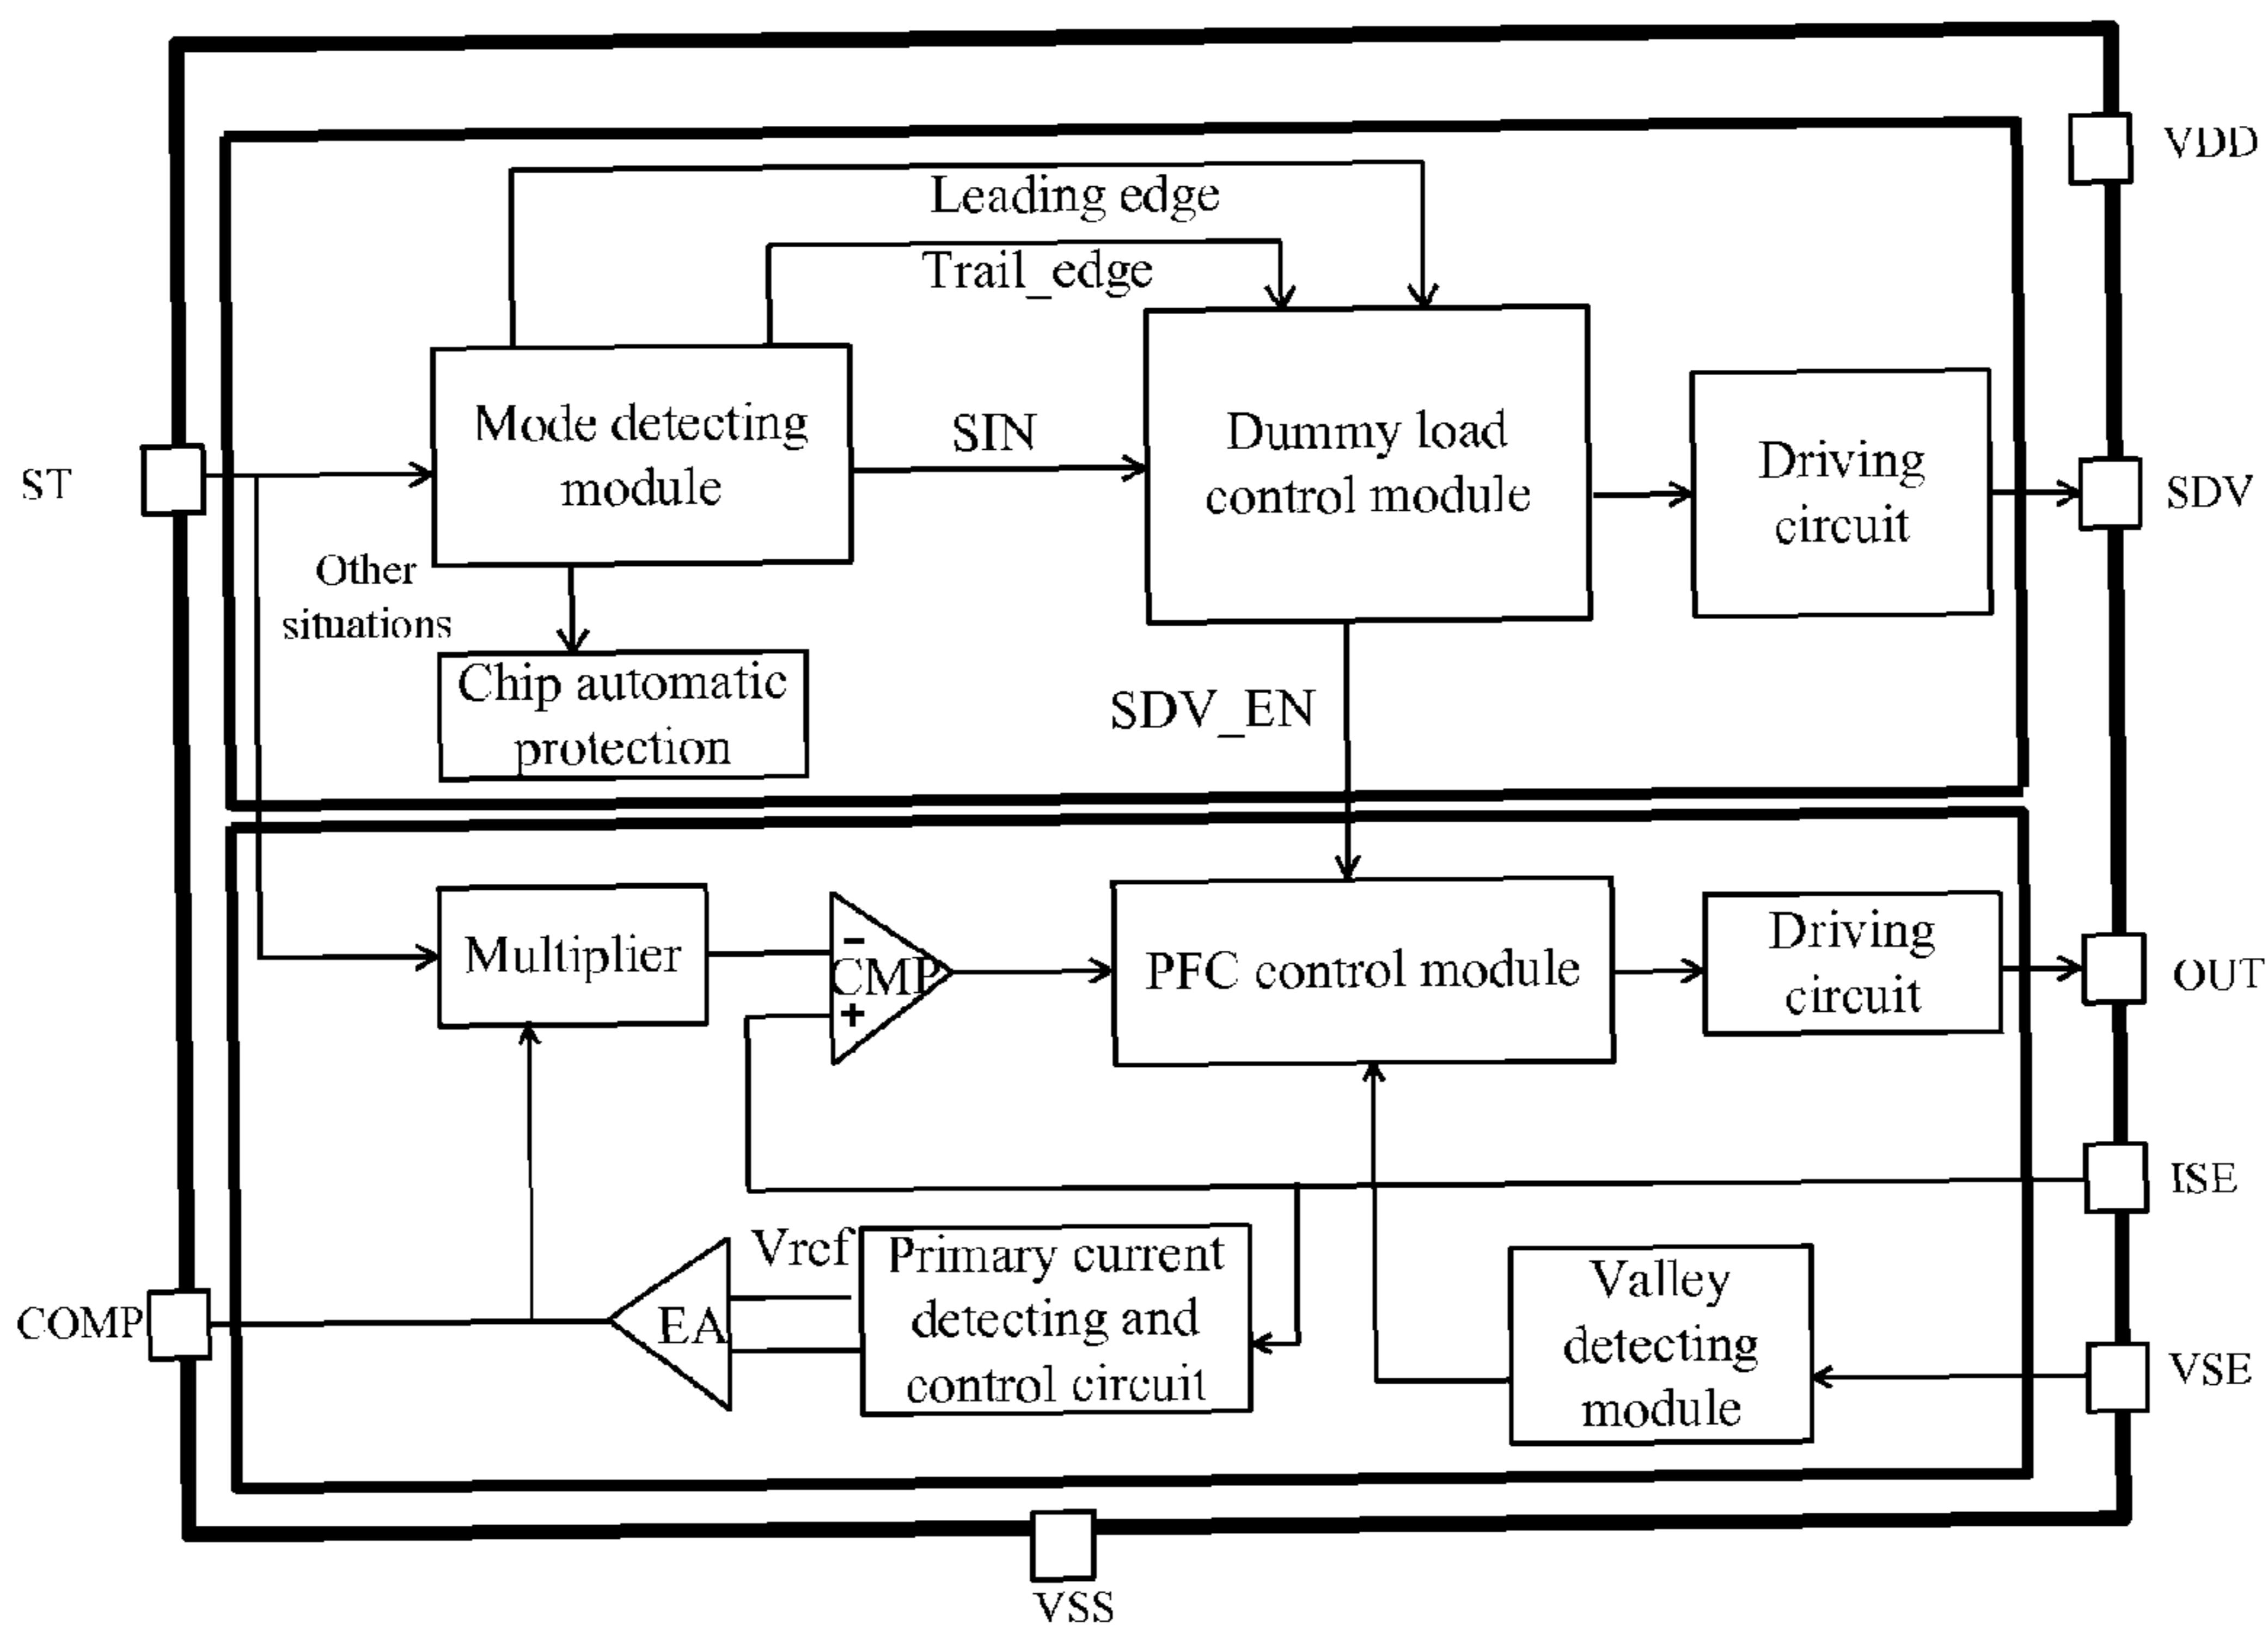 VDD
Leading edge
Trail_edge
Mode detecting
module
SIN
Dummy load
control module
Driving
circuit
ST
SDV
Other
situations
Chip automatic
protection
SDV_EN
Multiplier
-
CMP
+
PFC control module
Driving
circuit
OUT
ISE
Vref
EA
Primary current
detecting and
control circuit
Valley
detecting
module
COMP
VSE
VSS